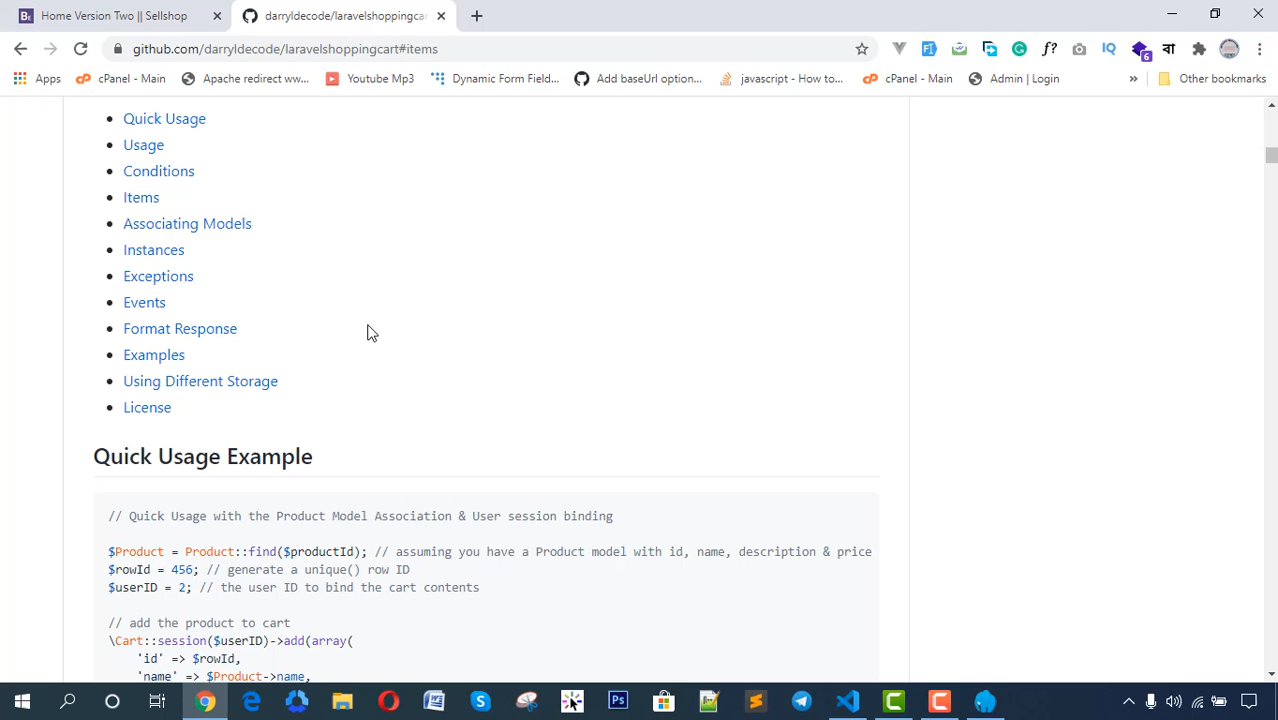 Home Version Two || Sellshop
darryldecode/laravelshoppingcart
github.com/darryldecode/laravelshoppingcart#items
Apps
cPanel - Main
Apache redirect ww...
Youtube Mp3
Dynamic Form Field...
Add baseUrl option...
javascript - How to...
cPanel - Main
Admin | Login
»
Other bookmarks
Quick Usage
Usage
Conditions
Items
Associating Models
Instances
Exceptions
Events
Format Response
Examples
Using Different Storage
License
Quick Usage Example
// Quick Usage with the Product Model Association & User session binding
$Product = Product::find($productId); // assuming you have a Product model with id, name, description & price
$rowId = 456; // generate a unique() row ID
$userID = 2; // the user ID to bind the cart contents
// add the product to cart
\Cart::session($userID)->add(array(
'id' => $rowId,
'name' => $Product->name,